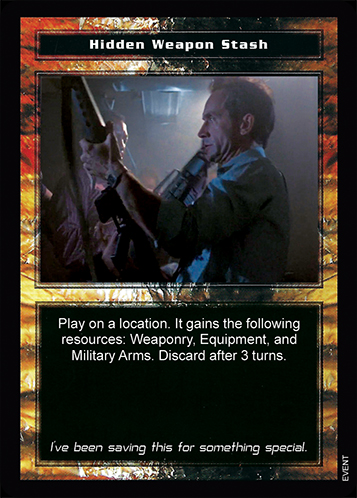 Hidden Weapon Stash
Play on a location. It gains the following
resources: Weaponry, Equipment, and
Military Arms. Discard after 3 turns.
I've been saving this for something special.
EVENT